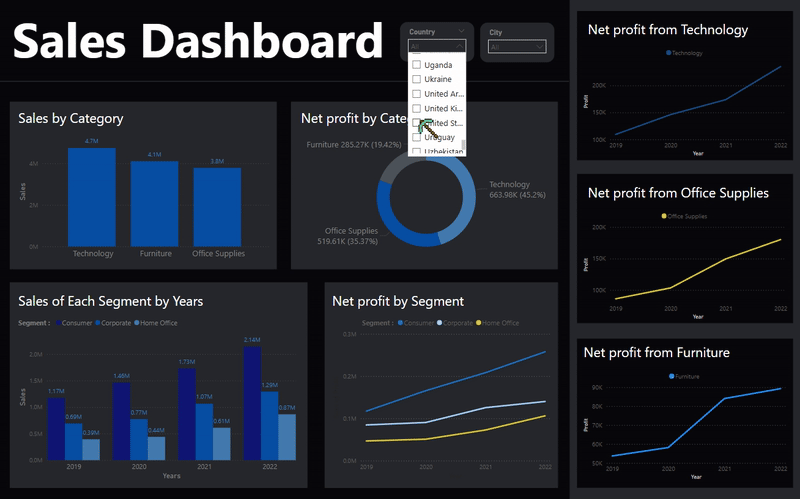 Sales Dashboard
Country
All
Uganda
Ukraine
United Ar...
United Ki...
United St...
Uruguay
Uzbekistan
City
All
Sales by Category
Sales
4M
2M
0M
4.7M
4.1M
3.8M
Technology
Furniture
Office Supplies
Net profit by Cate
Furniture 285.27K (19.42%)
Technology
663.98K (45.2%)
Office Supplies
519.61K (35.37%)
Sales of Each Segment by Years
Segment : Consumer Corporate Home Office
Sales
2.0M
1.5M
1.0M
0.5M
0.0M
1.17M
0.69M
0.39M
1.48M
0.77M
0.44M
1.73M
1.07M
0.61M
2.14M
1.29M
0.87M
2019 2020 2021 2022
Years
Net profit by Segment
Segment : Consumer Corporate Home Office
0.3M
0.2M
0.1M
0.0M
2019 2020 2021 2022
Net profit from Technology
Technology
Profit
200K
150K
100K
2019 2020 2021 2022
Year
Net profit from Office Supplies
Office Supplies
Profit
200K
150K
100K
2019 2020 2021 2022
Year
Net profit from Furniture
Furniture
Profit
90K
80K
70K
60K
50K
2019 2020 2021 2022
Year